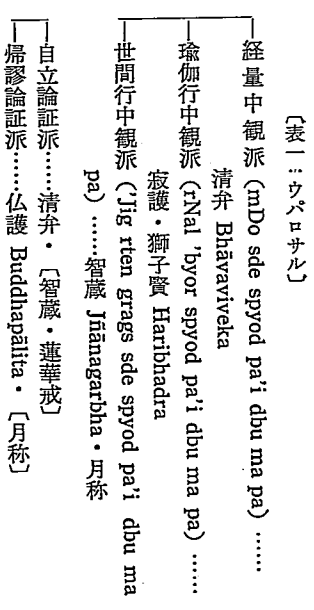 〔表一:ウパロサル〕
経量中観派 (mDo sde spyod pa'i dbu ma pa) ……
清弁 Bhāvaviveka
瑜伽行中観派 (rNal 'byor spyod pa'i dbu ma pa) ……
寂護・獅子賢 Haribhadra
世間行中観派 ('Jig rten grags sde spyod pa'i dbu ma
pa) ……智蔵 Jñānagarbha・月称
自立論証派……清弁・〔智蔵・蓮華戒〕
帰謬論証派……仏護 Buddhapālita・〔月称〕